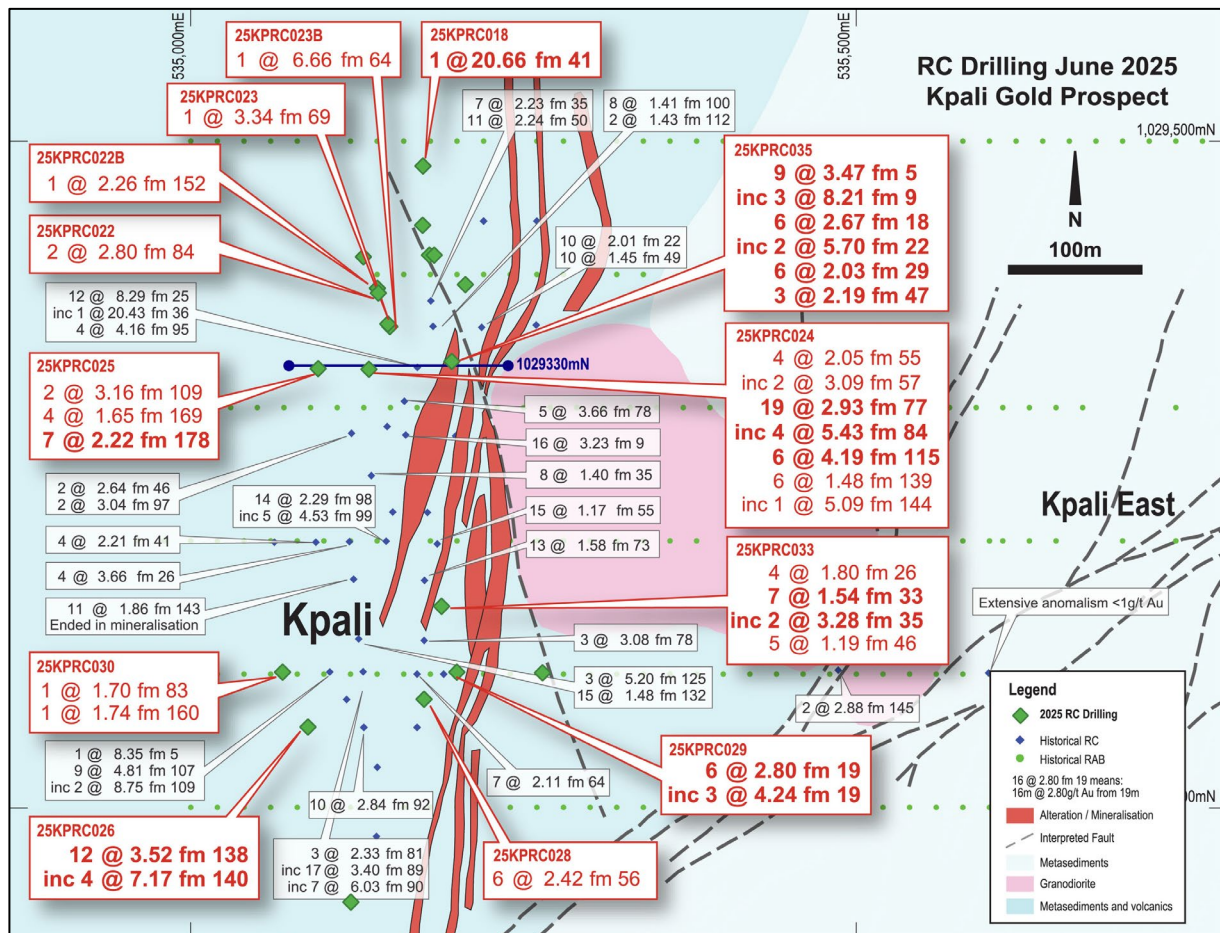 535,000mE
535,500mE
RC Drilling June 2025
Kpali Gold Prospect
1,029,500mN
N
100m
25KPRC023B
1 @ 6.66 fm 64
25KPRC018
1 @ 20.66 fm 41
25KPRC023
1 @ 3.34 fm 69
7 @ 2.23 fm 35
11 @ 2.24 fm 50
8 @ 1.41 fm 100
2 @ 1.43 fm 112
25KPRC022B
1 @ 2.26 fm 152
25KPRC035
9 @ 3.47 fm 5
inc 3 @ 8.21 fm 9
6 @ 2.67 fm 18
inc 2 @ 5.70 fm 22
6 @ 2.03 fm 29
3 @ 2.19 fm 47
25KPRC022
2 @ 2.80 fm 84
10 @ 2.01 fm 22
10 @ 1.45 fm 49
12 @ 8.29 fm 25
inc 1 @ 20.43 fm 36
4 @ 4.16 fm 95
1029330mN
25KPRC024
4 @ 2.05 fm 55
inc 2 @ 3.09 fm 57
19 @ 2.93 fm 77
inc 4 @ 5.43 fm 84
6 @ 4.19 fm 115
6 @ 1.48 fm 139
inc 1 @ 5.09 fm 144
25KPRC025
2 @ 3.16 fm 109
4 @ 1.65 fm 169
7 @ 2.22 fm 178
5 @ 3.66 fm 78
16 @ 3.23 fm 9
8 @ 1.40 fm 35
2 @ 2.64 fm 46
2 @ 3.04 fm 97
14 @ 2.29 fm 98
inc 5 @ 4.53 fm 99
15 @ 1.17 fm 55
13 @ 1.58 fm 73
Kpali East
4 @ 2.21 fm 41
4 @ 3.66 fm 26
11 @ 1.86 fm 143
Ended in mineralisation
Kpali
25KPRC033
4 @ 1.80 fm 26
7 @ 1.54 fm 33
inc 2 @ 3.28 fm 35
5 @ 1.19 fm 46
Extensive anomalism <1g/t Au
3 @ 3.08 fm 78
3 @ 5.20 fm 125
15 @ 1.48 fm 132
2 @ 2.88 fm 145
25KPRC030
1 @ 1.70 fm 83
1 @ 1.74 fm 160
1 @ 8.35 fm 5
9 @ 4.81 fm 107
inc 2 @ 8.75 fm 109
25KPRC029
6 @ 2.80 fm 19
inc 3 @ 4.24 fm 19
7 @ 2.11 fm 64
10 @ 2.84 fm 92
25KPRC026
12 @ 3.52 fm 138
inc 4 @ 7.17 fm 140
3 @ 2.33 fm 81
inc 17 @ 3.40 fm 89
inc 7 @ 6.03 fm 90
25KPRC028
6 @ 2.42 fm 56
Legend
2025 RC Drilling
Historical RC
Historical RAB
16 @ 2.80 fm 19 means:
16m @ 2.80g/t Au from 19m
Alteration / Mineralisation
Interpreted Fault
Metasediments
Granodiorite
Metasediments and volcanics